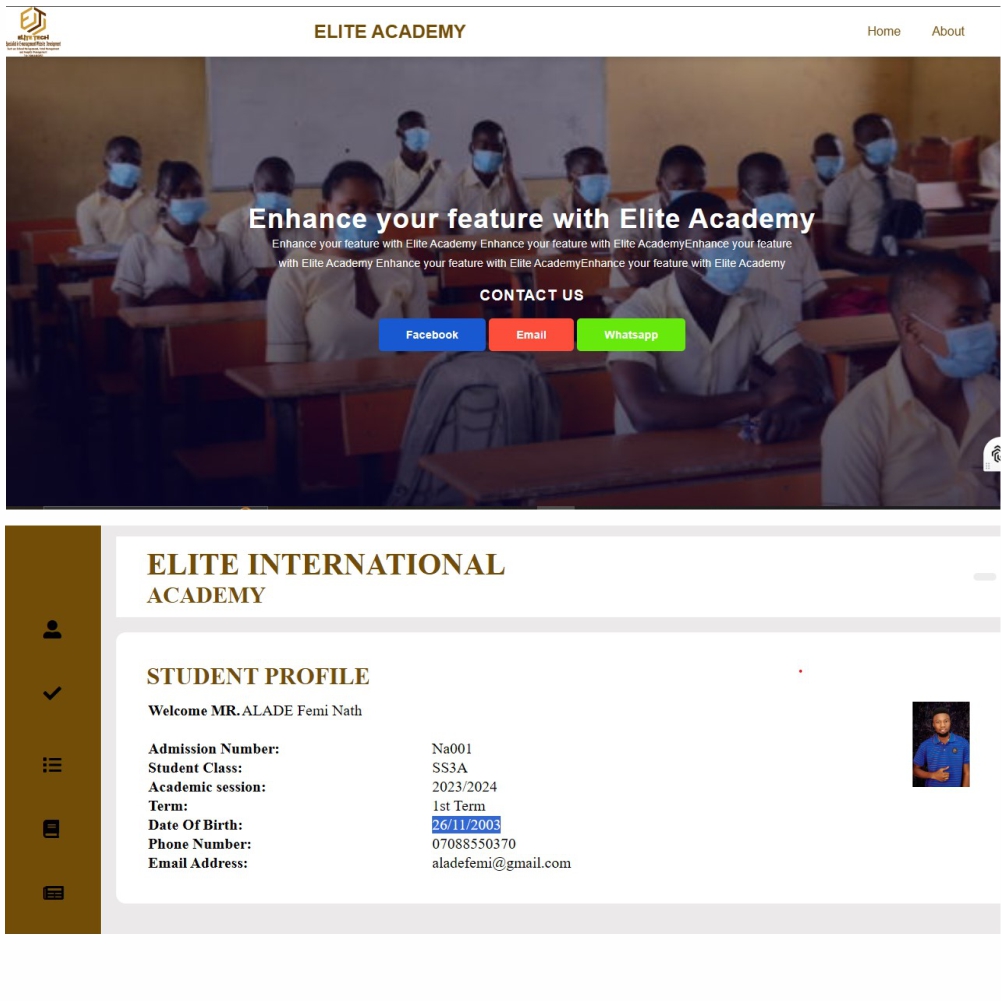 ELITE TECH
ELITE ACADEMY
Home About
Enhance your feature with Elite Academy
Enhance your feature with Elite Academy Enhance your feature with Elite AcademyEnhance your feature
with Elite Academy Enhance your feature with Elite AcademyEnhance your feature with Elite Academy
CONTACT US
Facebook Email Whatsapp
ELITE INTERNATIONAL
ACADEMY
STUDENT PROFILE
Welcome MR. ALADE Femi Nath
Admission Number: Na001
Student Class: SS3A
Academic session: 2023/2024
Term: 1st Term
Date Of Birth: 26/11/2003
Phone Number: 07088550370
Email Address: aladefemi@gmail.com